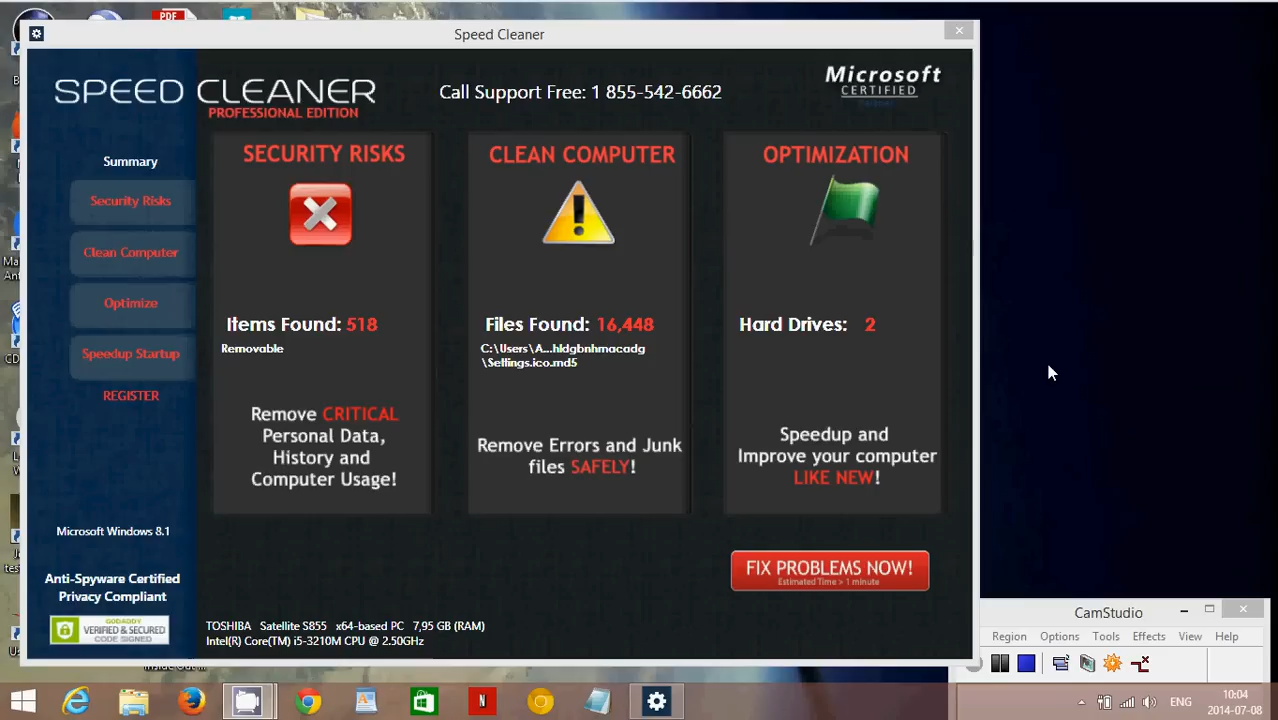 PDF
Speed Cleaner
SPEED CLEANER
PROFESSIONAL EDITION
Call Support Free: 1 855-542-6662
Microsoft
CERTIFIED
Partner
Summary
Security Risks
Clean Computer
Optimize
Speedup Startup
REGISTER
SECURITY RISKS
Items Found: 518
Removable
Remove CRITICAL
Personal Data,
History and
Computer Usage!
CLEAN COMPUTER
Files Found: 16,448
C:\Users\A...hldgbnhmacadg
\Settings.ico.md5
Remove Errors and Junk
files SAFELY!
OPTIMIZATION
Hard Drives: 2
Speedup and
Improve your computer
LIKE NEW!
FIX PROBLEMS NOW!
Estimated Time > 1 minute
Microsoft Windows 8.1
Anti-Spyware Certified
Privacy Compliant
GODADDY
VERIFIED & SECURED
CODE SIGNED
TOSHIBA Satellite S855 x64-based PC 7,95 GB (RAM)
Intel(R) Core(TM) i5-3210M CPU @ 2.50GHz
CamStudio
Region Options Tools Effects View Help
ENG
10:04
2014-07-08